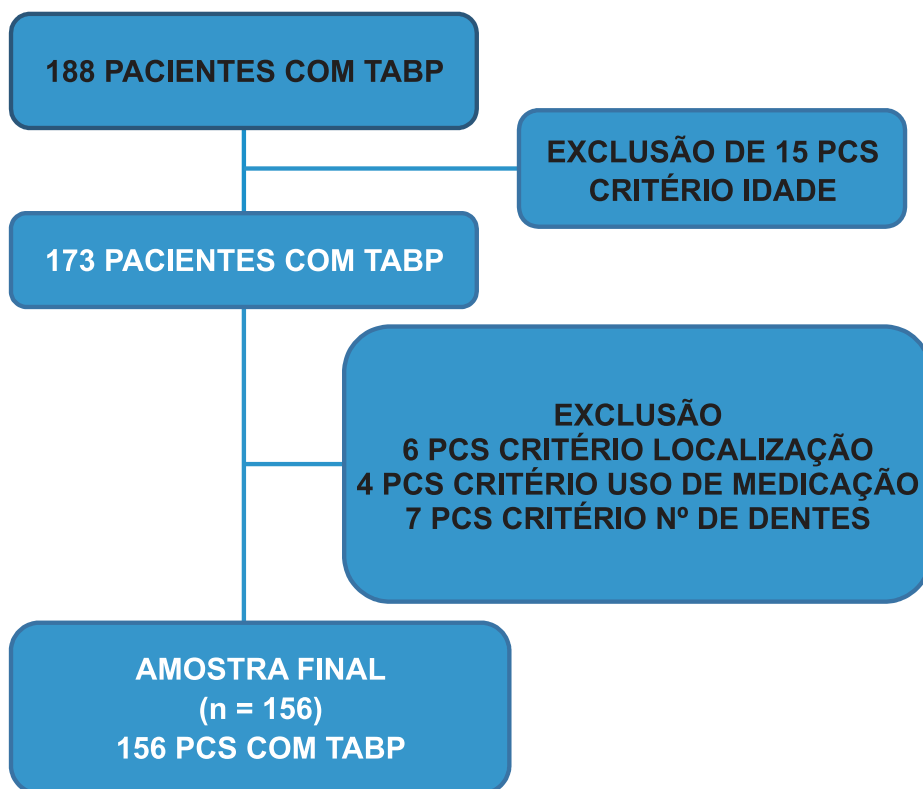 188 PACIENTES COM TABP
EXCLUSÃO DE 15 PCS
CRITÉRIO IDADE
173 PACIENTES COM TABP
EXCLUSÃO
6 PCS CRITÉRIO LOCALIZAÇÃO
4 PCS CRITÉRIO USO DE MEDICAÇÃO
7 PCS CRITÉRIO Nº DE DENTES
AMOSTRA FINAL
(n = 156)
156 PCS COM TABP